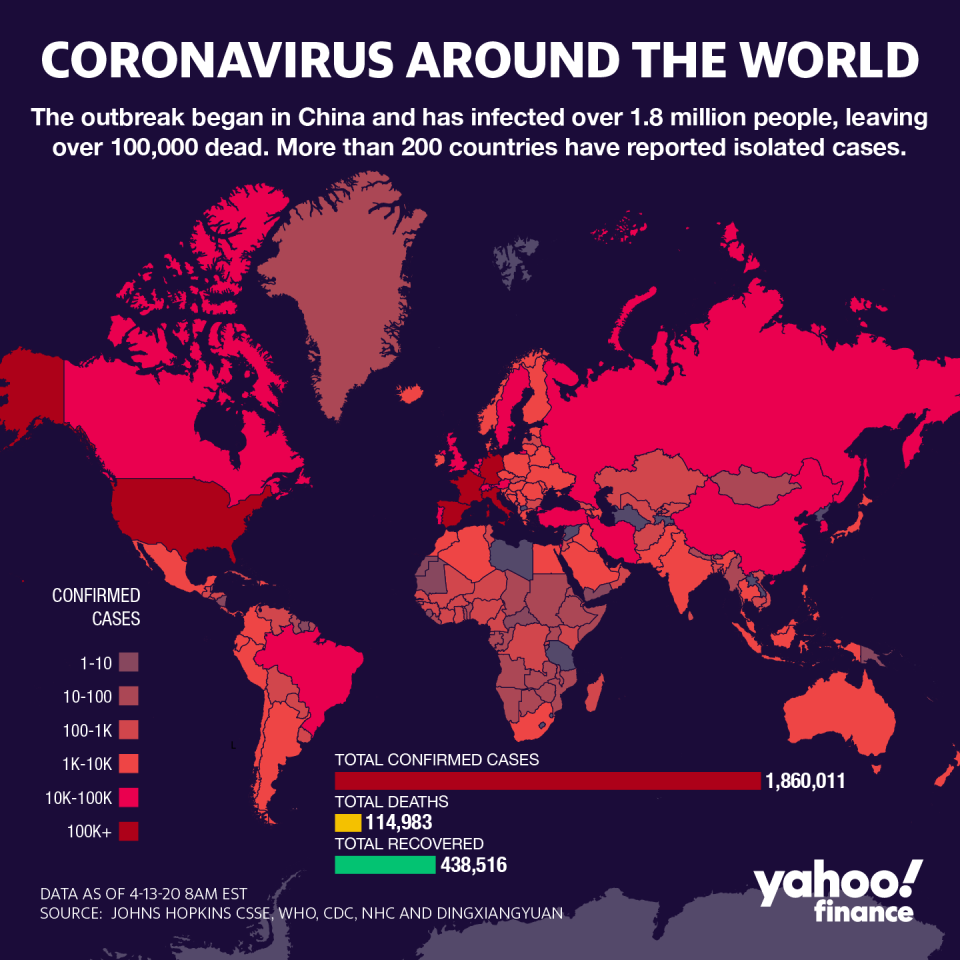 CORONAVIRUS AROUND THE WORLD
The outbreak began in China and has infected over 1.8 million people, leaving
over 100,000 dead. More than 200 countries have reported isolated cases.
CONFIRMED
CASES
1-10
10-100
100-1K
1K-10K
10K-100K
100K+
TOTAL CONFIRMED CASES
1,860,011
TOTAL DEATHS
114,983
TOTAL RECOVERED
438,516
DATA AS OF 4-13-20 8AM EST
SOURCE: JOHNS HOPKINS CSSE, WHO, CDC, NHC AND DINGXIANGYUAN
yahoo!
finance